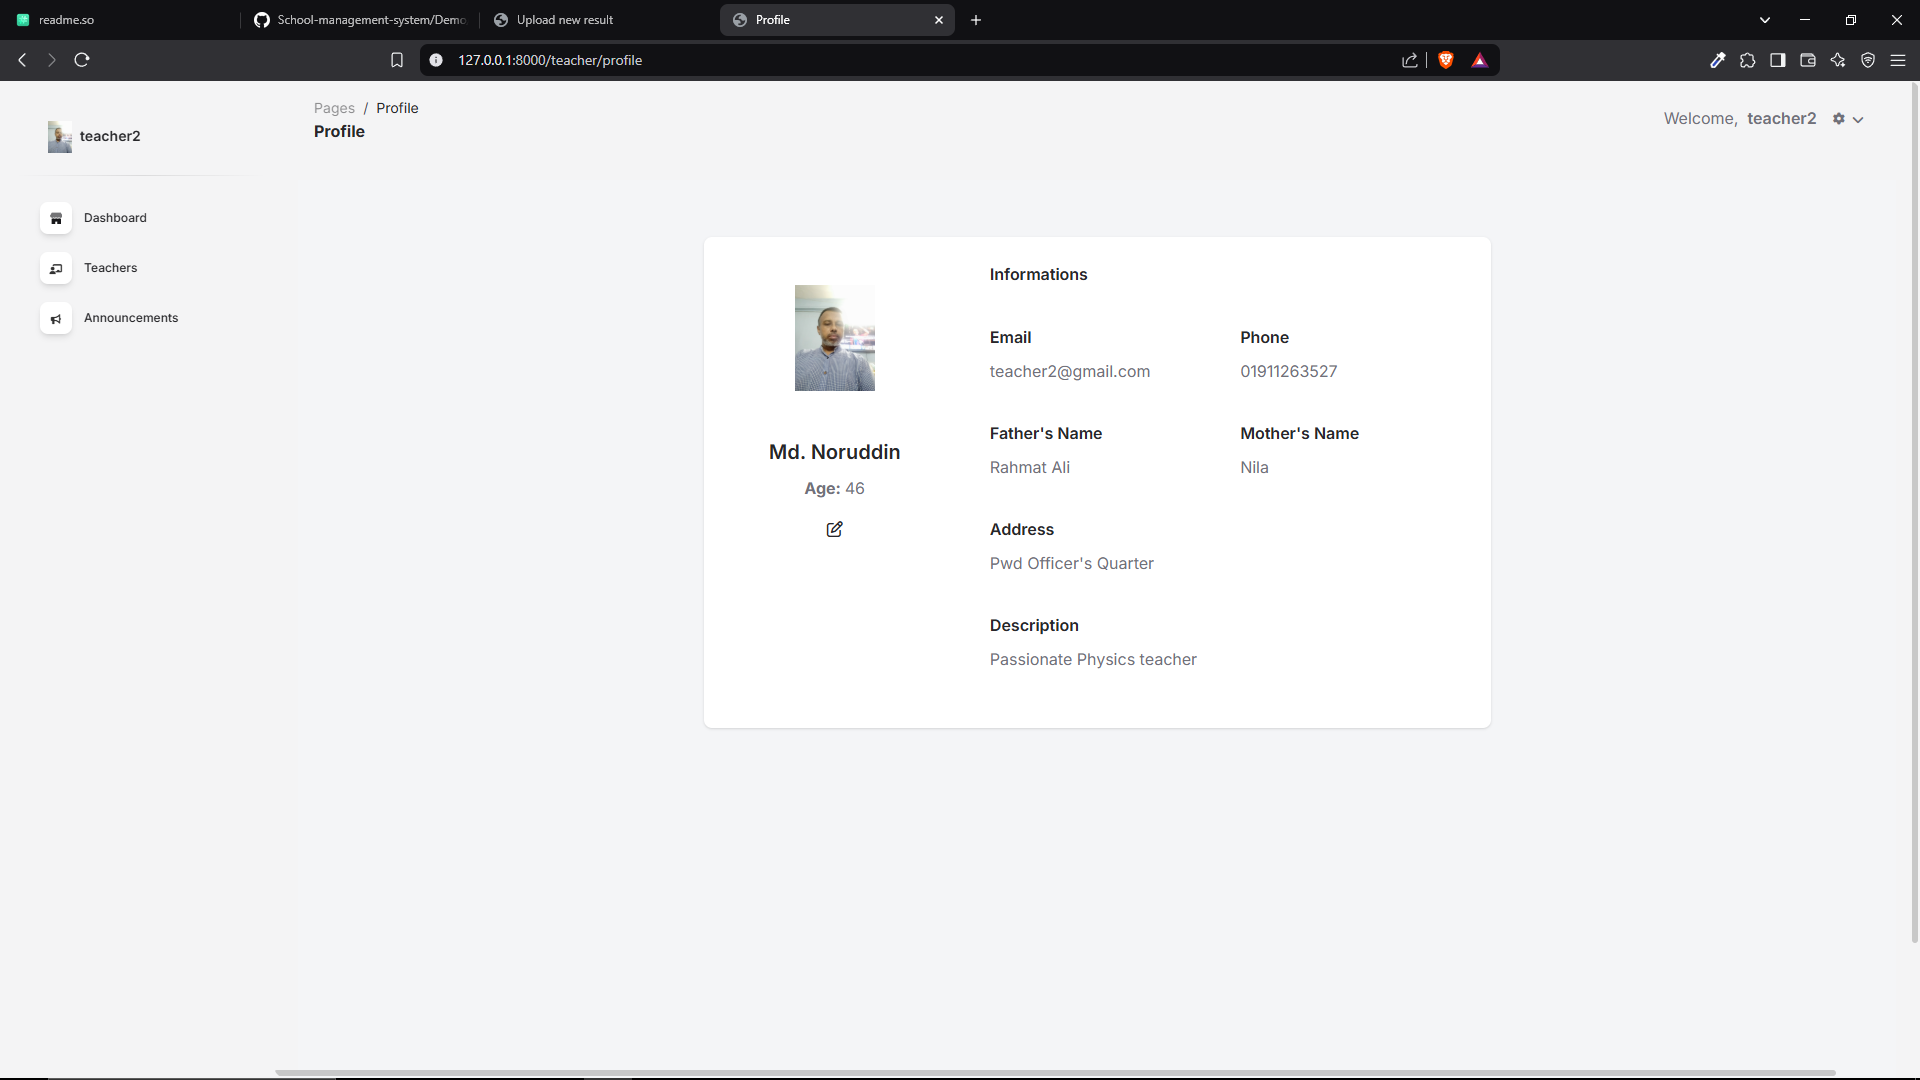 readme.so
School-management-system/Demo
Upload new result
Profile
127.0.0.1:8000/teacher/profile
teacher2
Pages / Profile
Profile
Welcome, teacher2
Dashboard
Teachers
Announcements
Informations
Email
Phone
teacher2@gmail.com
01911263527
Father's Name
Mother's Name
Rahmat Ali
Nila
Md. Noruddin
Age: 46
Address
Pwd Officer's Quarter
Description
Passionate Physics teacher